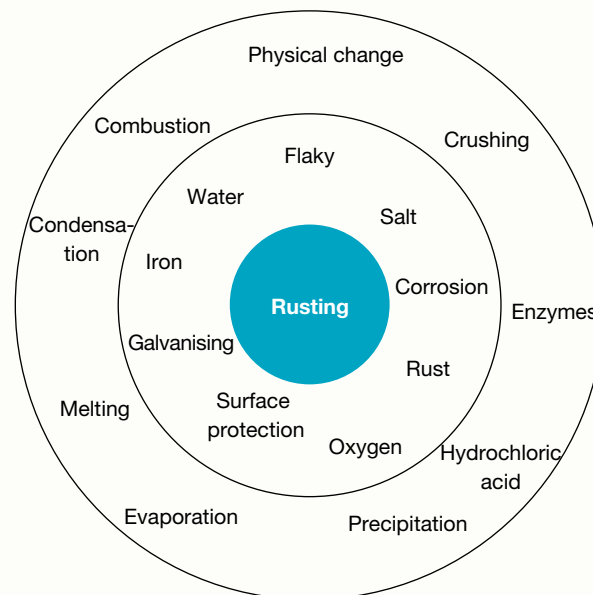 Physical change
Combustion
Crushing
Flaky
Water
Salt
Condensa-
tion
Iron
Corrosion
Rusting
Enzymes
Galvanising
Rust
Melting
Surface
protection
Oxygen
Hydrochloric
acid
Evaporation
Precipitation